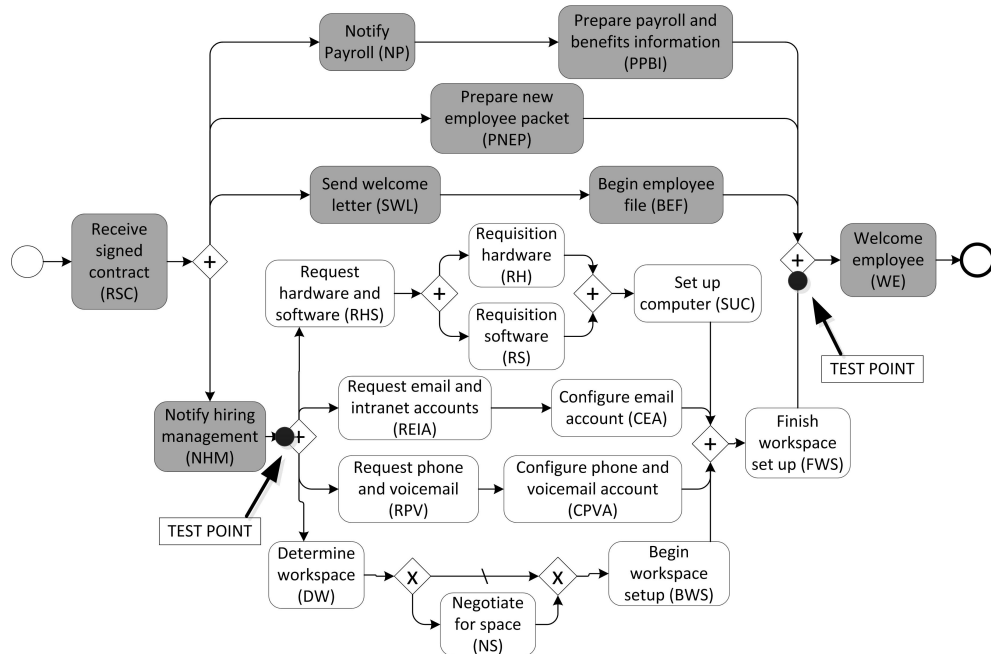 Notify
Payroll (NP)
Prepare payroll and
benefits information
(PPBI)
Prepare new
employee packet
(PNEP)
Send welcome
letter (SWL)
Begin employee
file (BEF)
Receive
signed
contract
(RSC)
+
+
Welcome
employee
(WE)
Request
hardware and
software (RHS)
+
Requisition
hardware
(RH)
+
Requisition
software
(RS)
Set up
computer (SUC)
TEST POINT
Notify hiring
management
(NHM)
+
Request email and
intranet accounts
(REIA)
Configure email
account (CEA)
+
Finish
workspace
set up (FWS)
Request phone
and voicemail
(RPV)
Configure phone and
voicemail account
(CPVA)
TEST POINT
Determine
workspace
(DW)
X
X
Negotiate
for space
(NS)
Begin
workspace
setup (BWS)